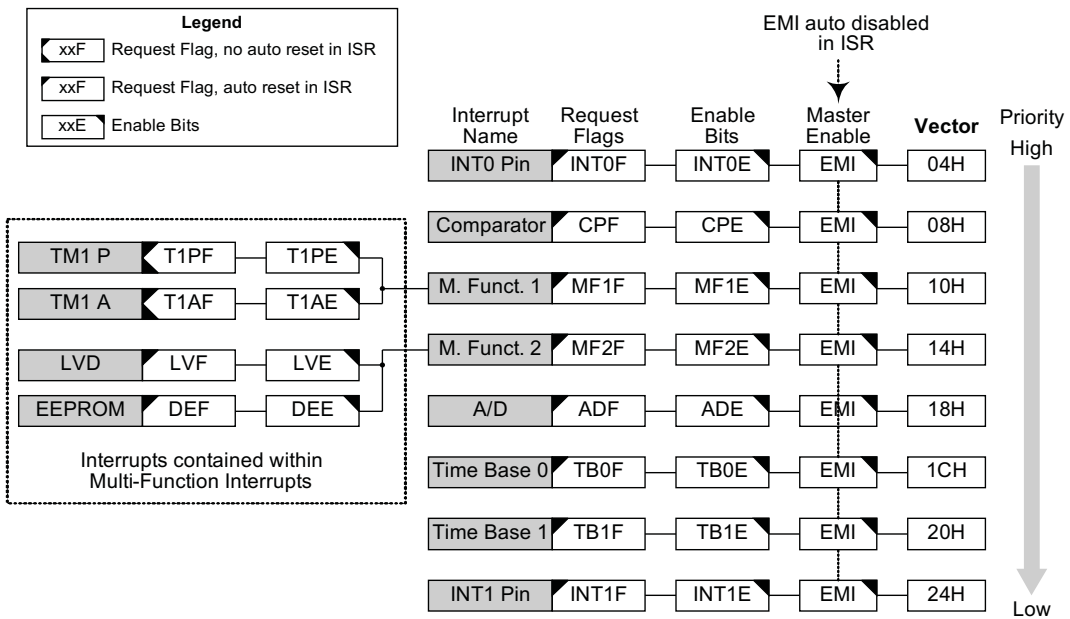 Legend
xxF Request Flag, no auto reset in ISR
xxF Request Flag, auto reset in ISR
xxE Enable Bits
EMI auto disabled
in ISR
Interrupt Name Request Flags Enable Bits Master Enable Vector Priority
High
INT0 Pin INT0F INT0E EMI 04H
Comparator CPF CPE EMI 08H
TM1 P T1PF T1PE
M. Funct. 1 MF1F MF1E EMI 10H
TM1 A T1AF T1AE
M. Funct. 2 MF2F MF2E EMI 14H
LVD LVF LVE
EEPROM DEF DEE
A/D ADF ADE EMI 18H
Interrupts contained within
Multi-Function Interrupts
Time Base 0 TB0F TB0E EMI 1CH
Time Base 1 TB1F TB1E EMI 20H
INT1 Pin INT1F INT1E EMI 24H
Low